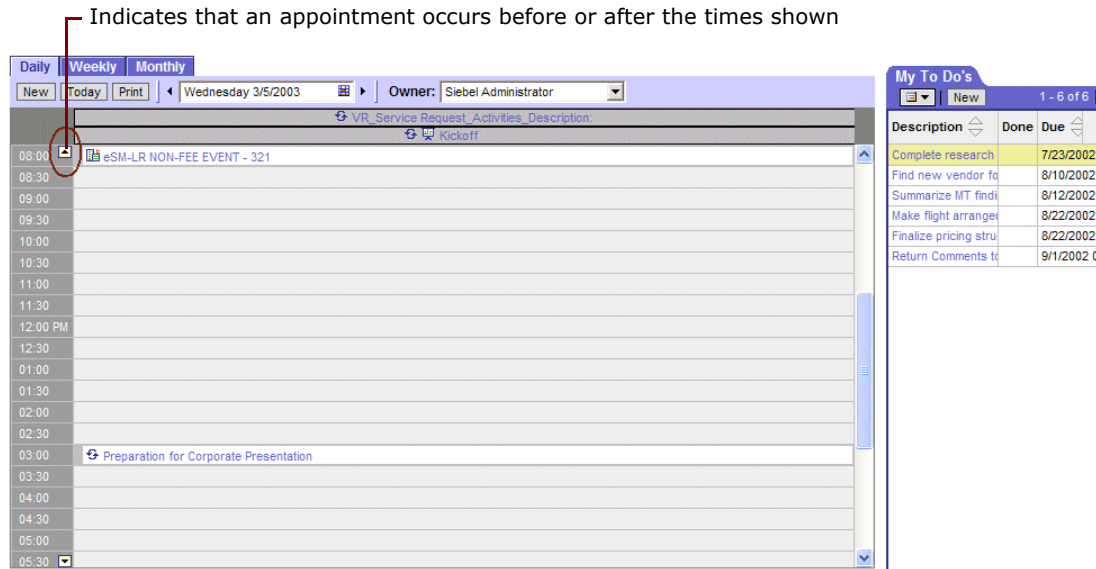 Indicates that an appointment occurs before or after the times shown
Daily Weekly Monthly
New Today Print Wednesday 3/5/2003 Owner: Siebel Administrator
VR_Service Request_Activities_Description:
Kickoff
08:00 eSM-LR NON-FEE EVENT - 321
08:30
09:00
09:30
10:00
10:30
11:00
11:30
12:00 PM
12:30
01:00
01:30
02:00
02:30
03:00 Preparation for Corporate Presentation
03:30
04:00
04:30
05:00
05:30
My To Do's
New 1 - 6 of 6
Description Done Due
Complete research 7/23/2002
Find new vendor fo 8/10/2002
Summarize MT findi 8/12/2002
Make flight arranger 8/22/2002
Finalize pricing stru 8/22/2002
Return Comments to 9/1/2002 0